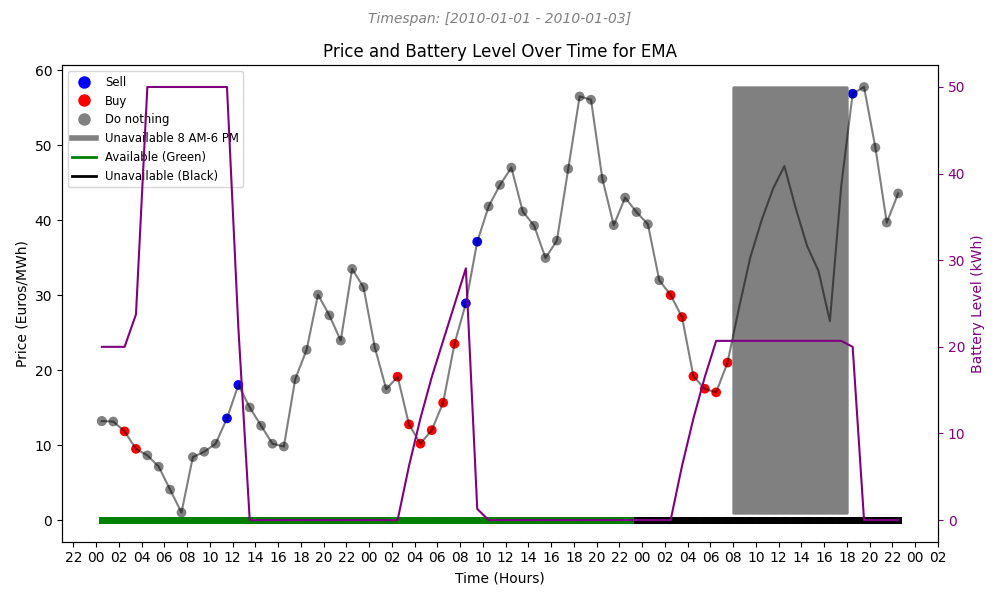 Timespan: [2010-01-01 - 2010-01-03]
Price and Battery Level Over Time for EMA
Sell
Buy
Do nothing
Unavailable 8 AM-6 PM
Available (Green)
Unavailable (Black)
Price (Euros/MWh)
60
50
40
30
20
10
0
50
40
30
20
10
0
Battery Level (kWh)
22 00 02 04 06 08 10 12 14 16 18 20 22 00 02 04 06 08 10 12 14 16 18 20 22 00 02 04 06 08 10 12 14 16 18 20 22 00 02
Time (Hours)